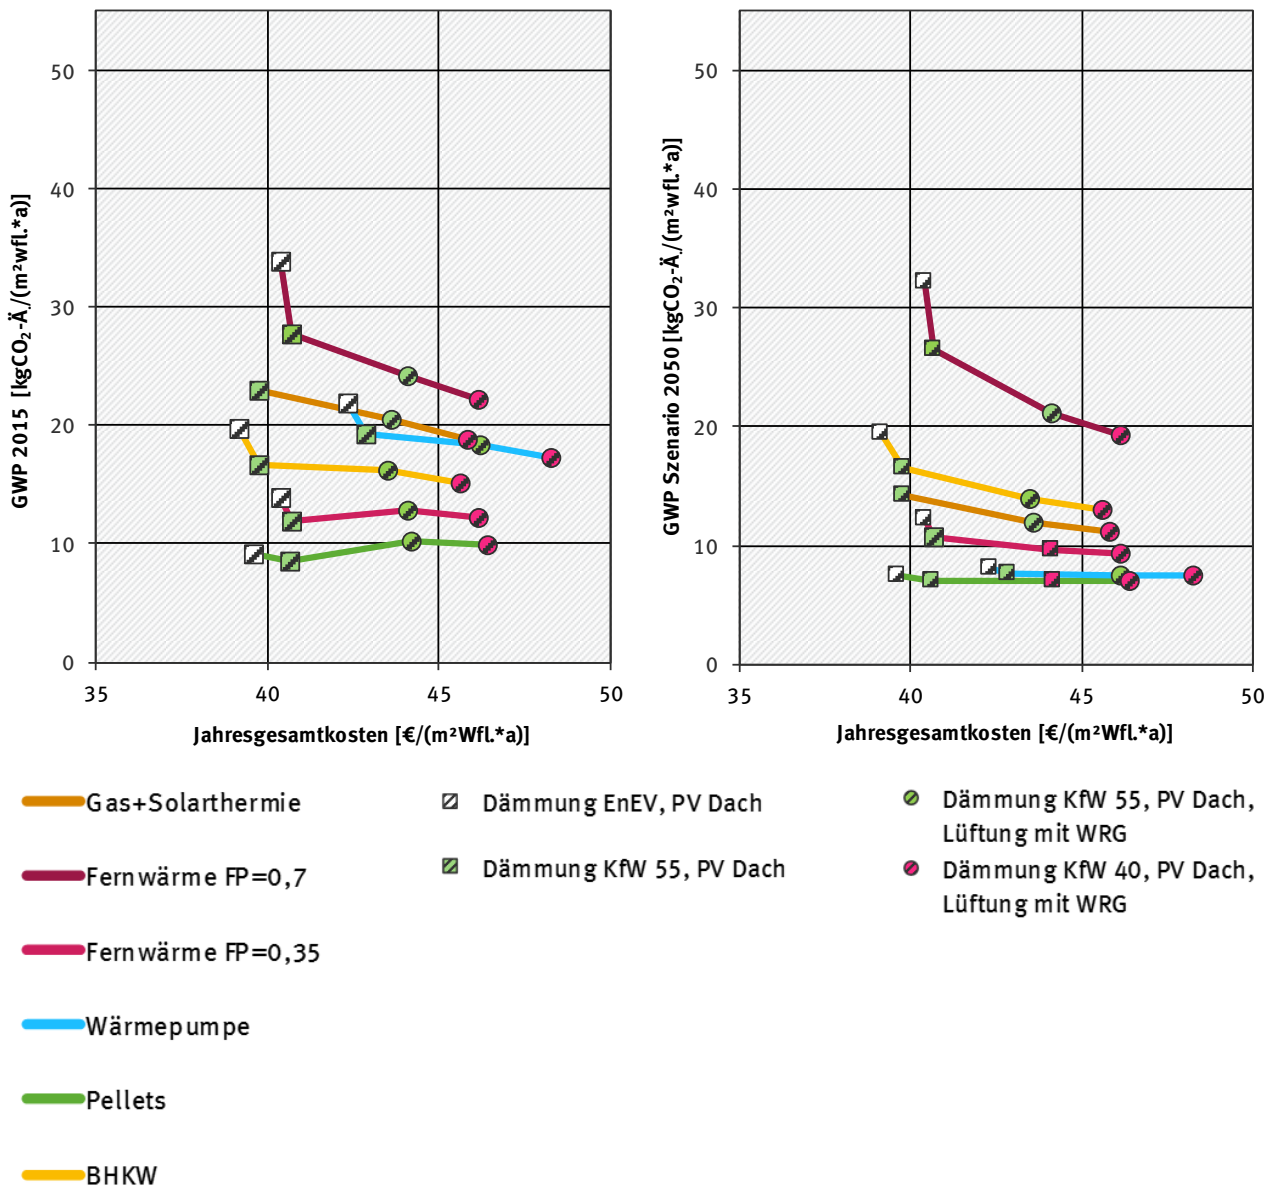 50
40
30
20
10
0
35
40
45
50
GWP 2015 [kgCO₂-Ä./(m²wfl.*a)]
Jahresgesamtkosten [€/(m²Wfl.*a)]
50
40
30
20
10
0
35
40
45
50
GWP Szenario 2050 [kgCO₂-Ä./(m²wfl.*a)]
Jahresgesamtkosten [€/(m²Wfl.*a)]
Gas+Solarthermie
Fernwärme FP=0,7
Fernwärme FP=0,35
Wärmepumpe
Pellets
BHKW
Dämmung EnEV, PV Dach
Dämmung KfW 55, PV Dach
Dämmung KfW 55, PV Dach,
Lüftung mit WRG
Dämmung KfW 40, PV Dach,
Lüftung mit WRG